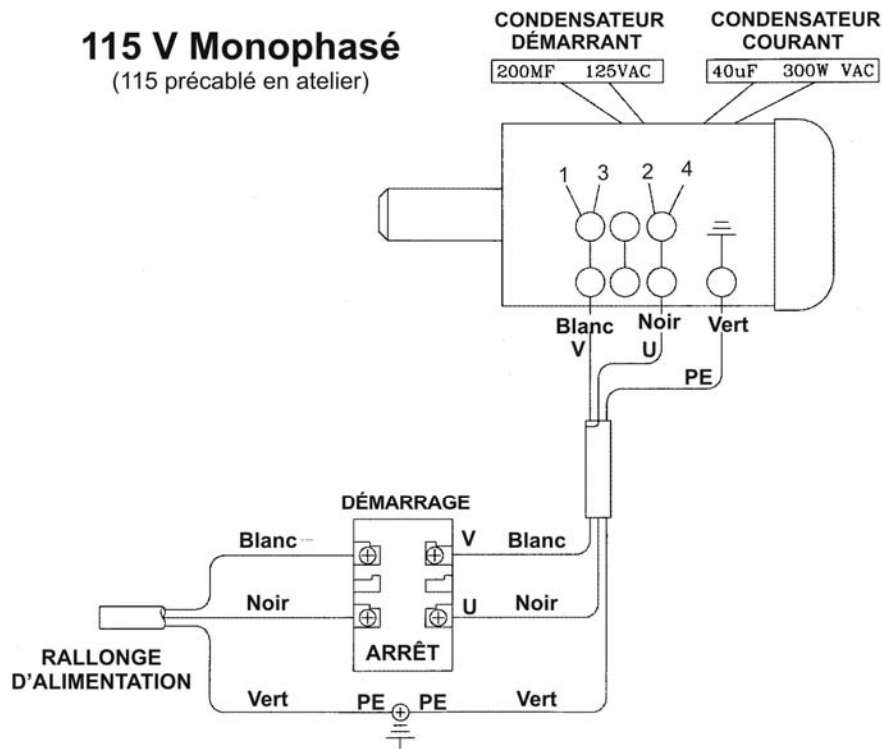 115 V Monophasé
(115 précablé en atelier)
CONDENSATEUR
DÉMARRANT
200MF 125VAC
CONDENSATEUR
COURANT
40uF 300W VAC
1 3 2 4
Blanc
V
Noir
U
Vert
PE
DÉMARRAGE
Blanc
V
Blanc
Noir
U
Noir
ARRÊT
RALLONGE
D'ALIMENTATION
Vert
PE
PE
Vert